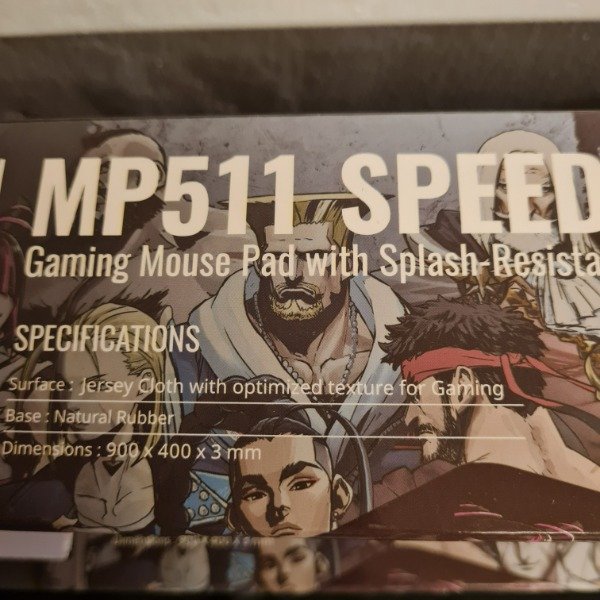 MP511 SPEED
Gaming Mouse Pad with Splash-Resista
SPECIFICATIONS
Surface : Jersey Cloth with optimized texture for Gaming
Base : Natural Rubber
Dimensions : 900 x 400 x 3 mm